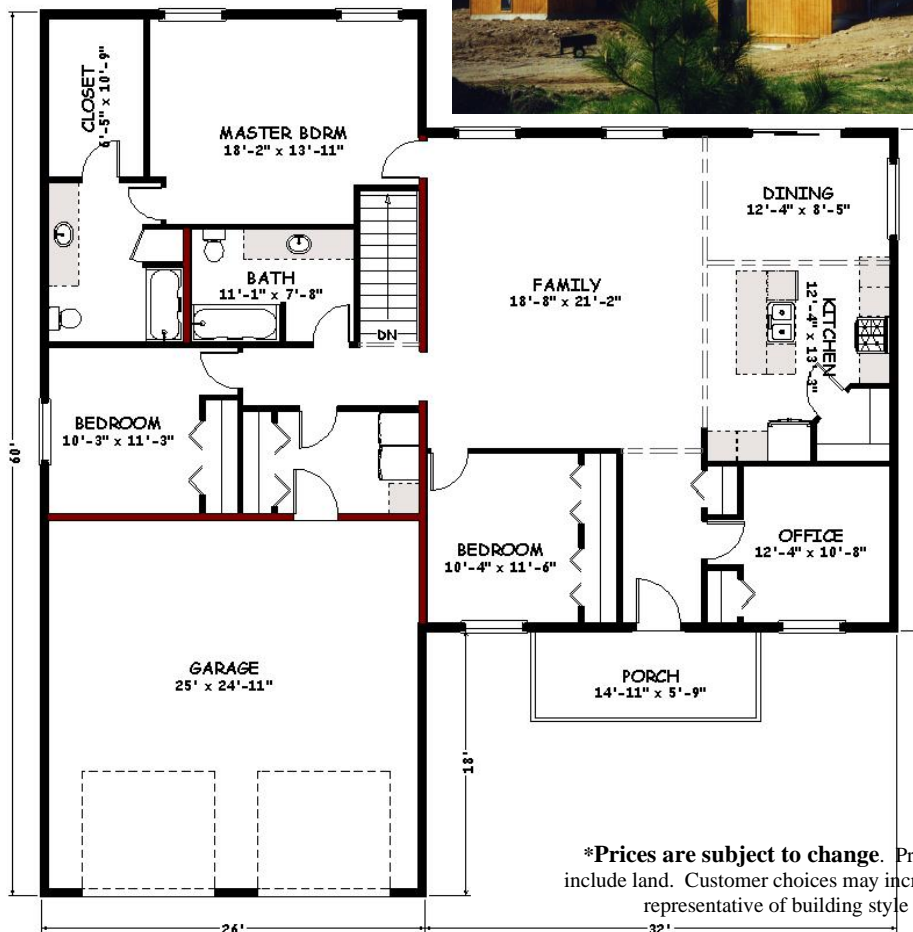 CLOSET
6'-5" x 10'-9"
MASTER BDRM
18'-2" x 13'-11"
DINING
12'-4" x 8'-5"
BATH
11'-1" x 7'-8"
FAMILY
18'-8" x 21'-2"
KITCHEN
12'-4" x 13'-3"
DN
BEDROOM
10'-3" x 11'-3"
60'
BEDROOM
10'-4" x 11'-6"
OFFICE
12'-4" x 10'-8"
GARAGE
25' x 24'-11"
PORCH
14'-11" x 5'-9"
18'
*Prices are subject to change. Pr
include land. Customer choices may incr
representative of building style
26'
32'